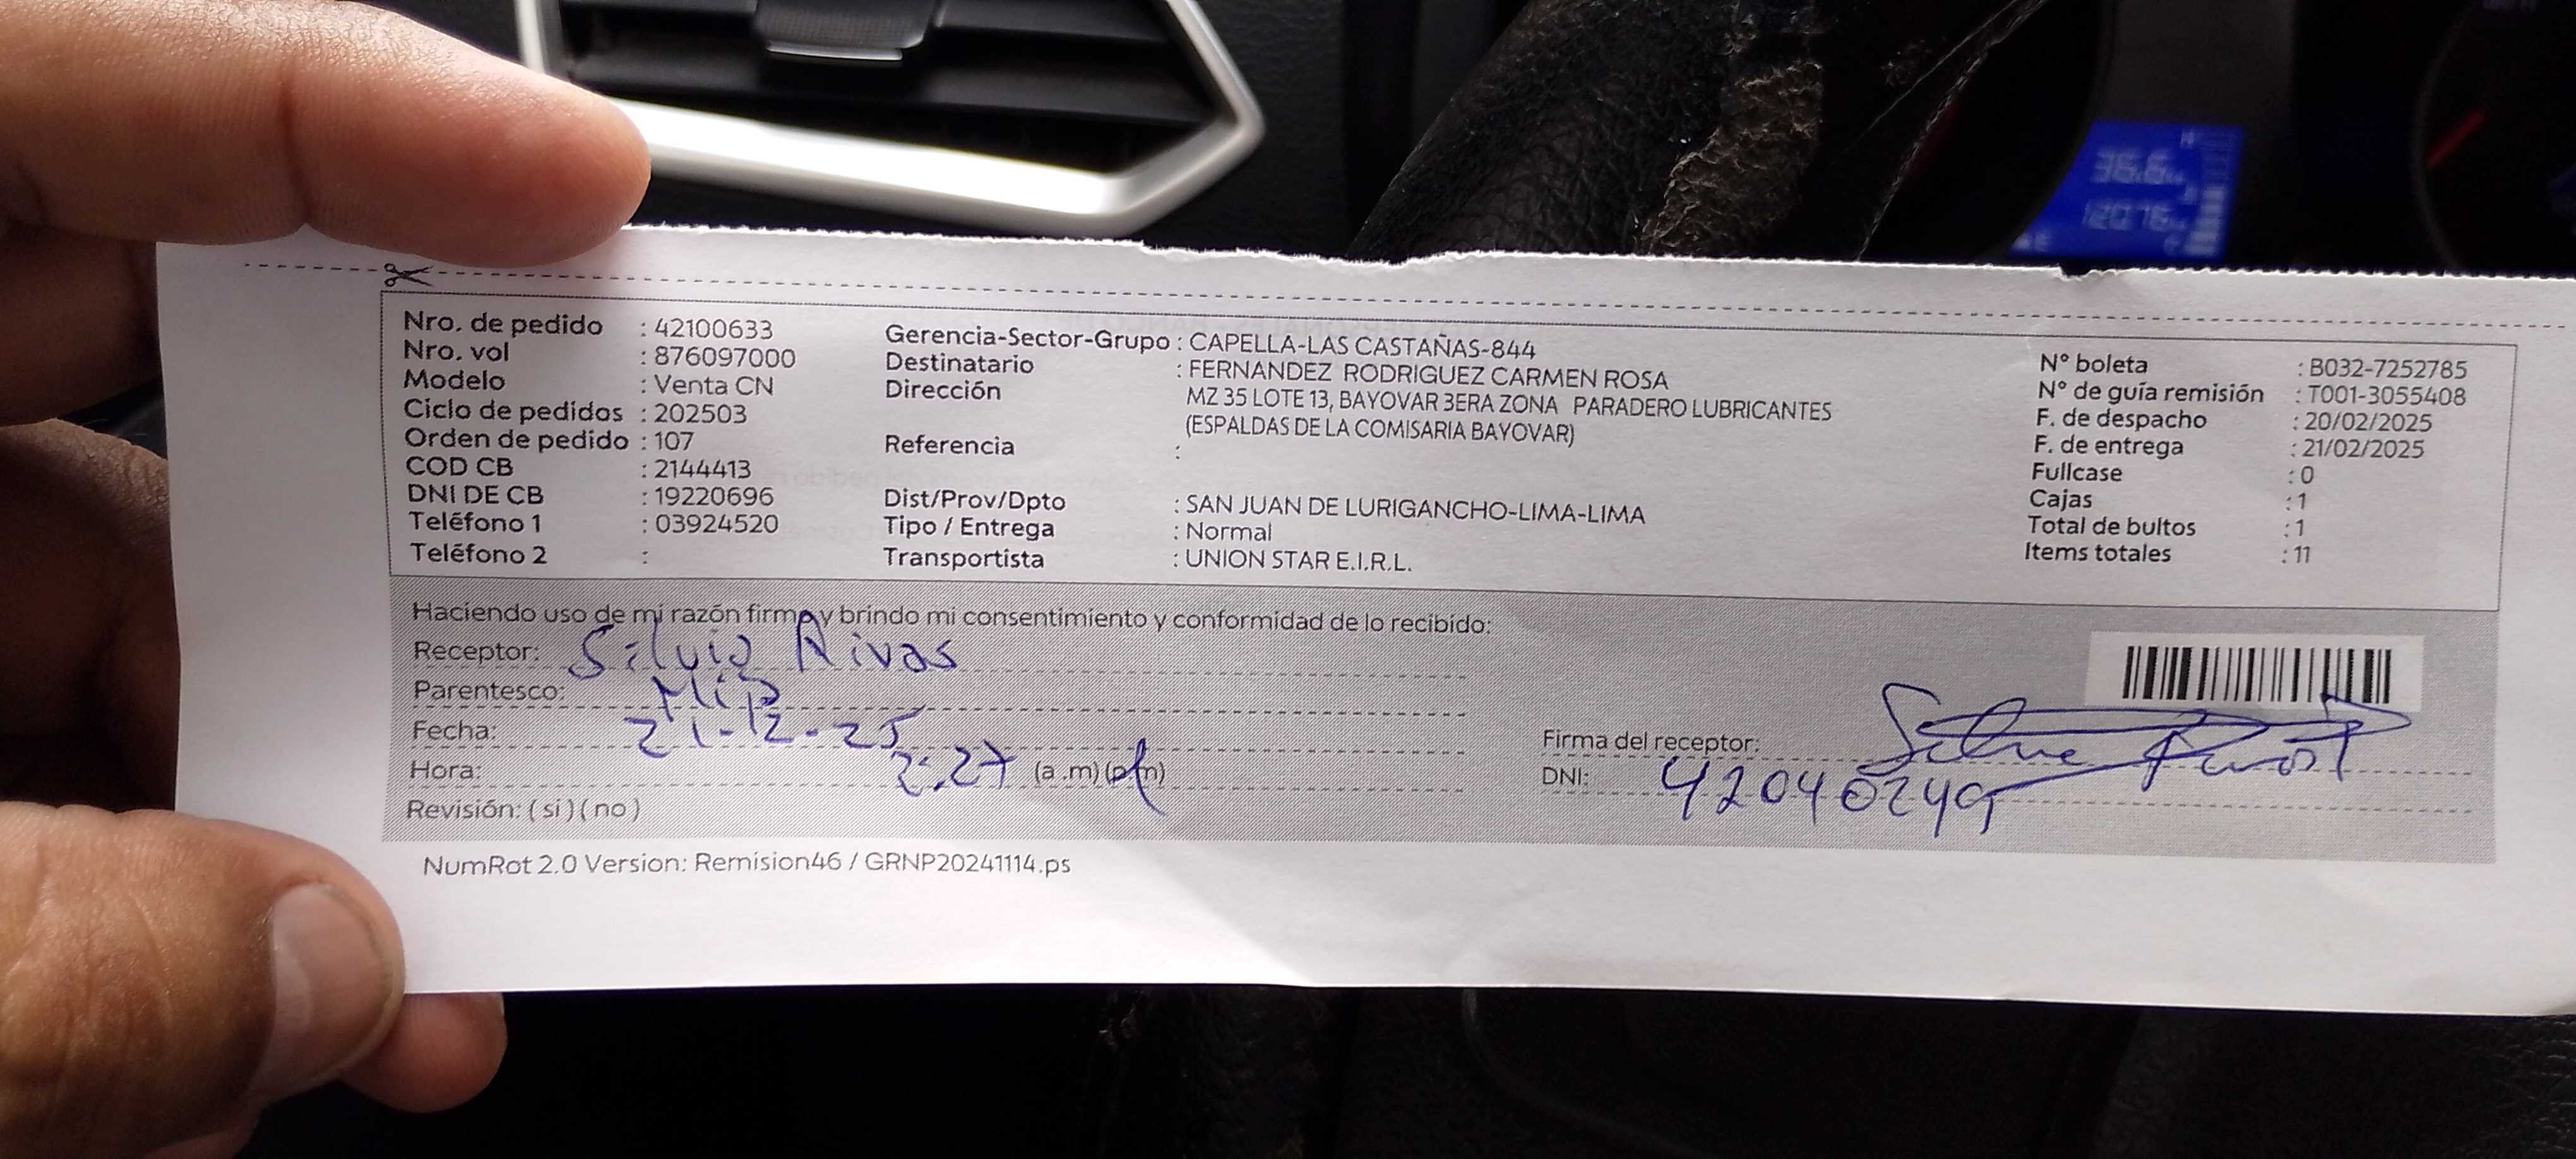 Nro. de pedido : 42100633
Nro. vol : 876097000
Modelo : Venta CN
Ciclo de pedidos : 202503
Orden de pedido : 107
COD CB : 2144413
DNI DE CB : 19220696
Teléfono 1 : 03924520
Teléfono 2 :
Gerencia-Sector-Grupo : CAPELLA-LAS CASTAÑAS-844
Destinatario : FERNANDEZ RODRIGUEZ CARMEN ROSA
Dirección MZ 35 LOTE 13, BAYOVAR 3ERA ZONA PARADERO LUBRICANTES
(ESPALDAS DE LA COMISARIA BAYOVAR)
Referencia :
Dist/Prov/Dpto : SAN JUAN DE LURIGANCHO-LIMA-LIMA
Tipo / Entrega : Normal
Transportista : UNION STAR E.I.R.L.
N° boleta : B032-7252785
N° de guía remisión : T001-3055408
F. de despacho : 20/02/2025
F. de entrega : 21/02/2025
Fullcase : 0
Cajas : 1
Total de bultos : 1
Items totales : 11
Haciendo uso de mi razón firmo y brindo mi consentimiento y conformidad de lo recibido:
Receptor: Silvio Rivas
Parentesco:
Fecha: 21-12-25
Hora: 2:27 (a.m)(p.m)
Revisión: ( si ) ( no )
Firma del receptor:
DNI: 42040249
NumRot 2.0 Version: Remision46 / GRNP20241114.ps
36.6
12076